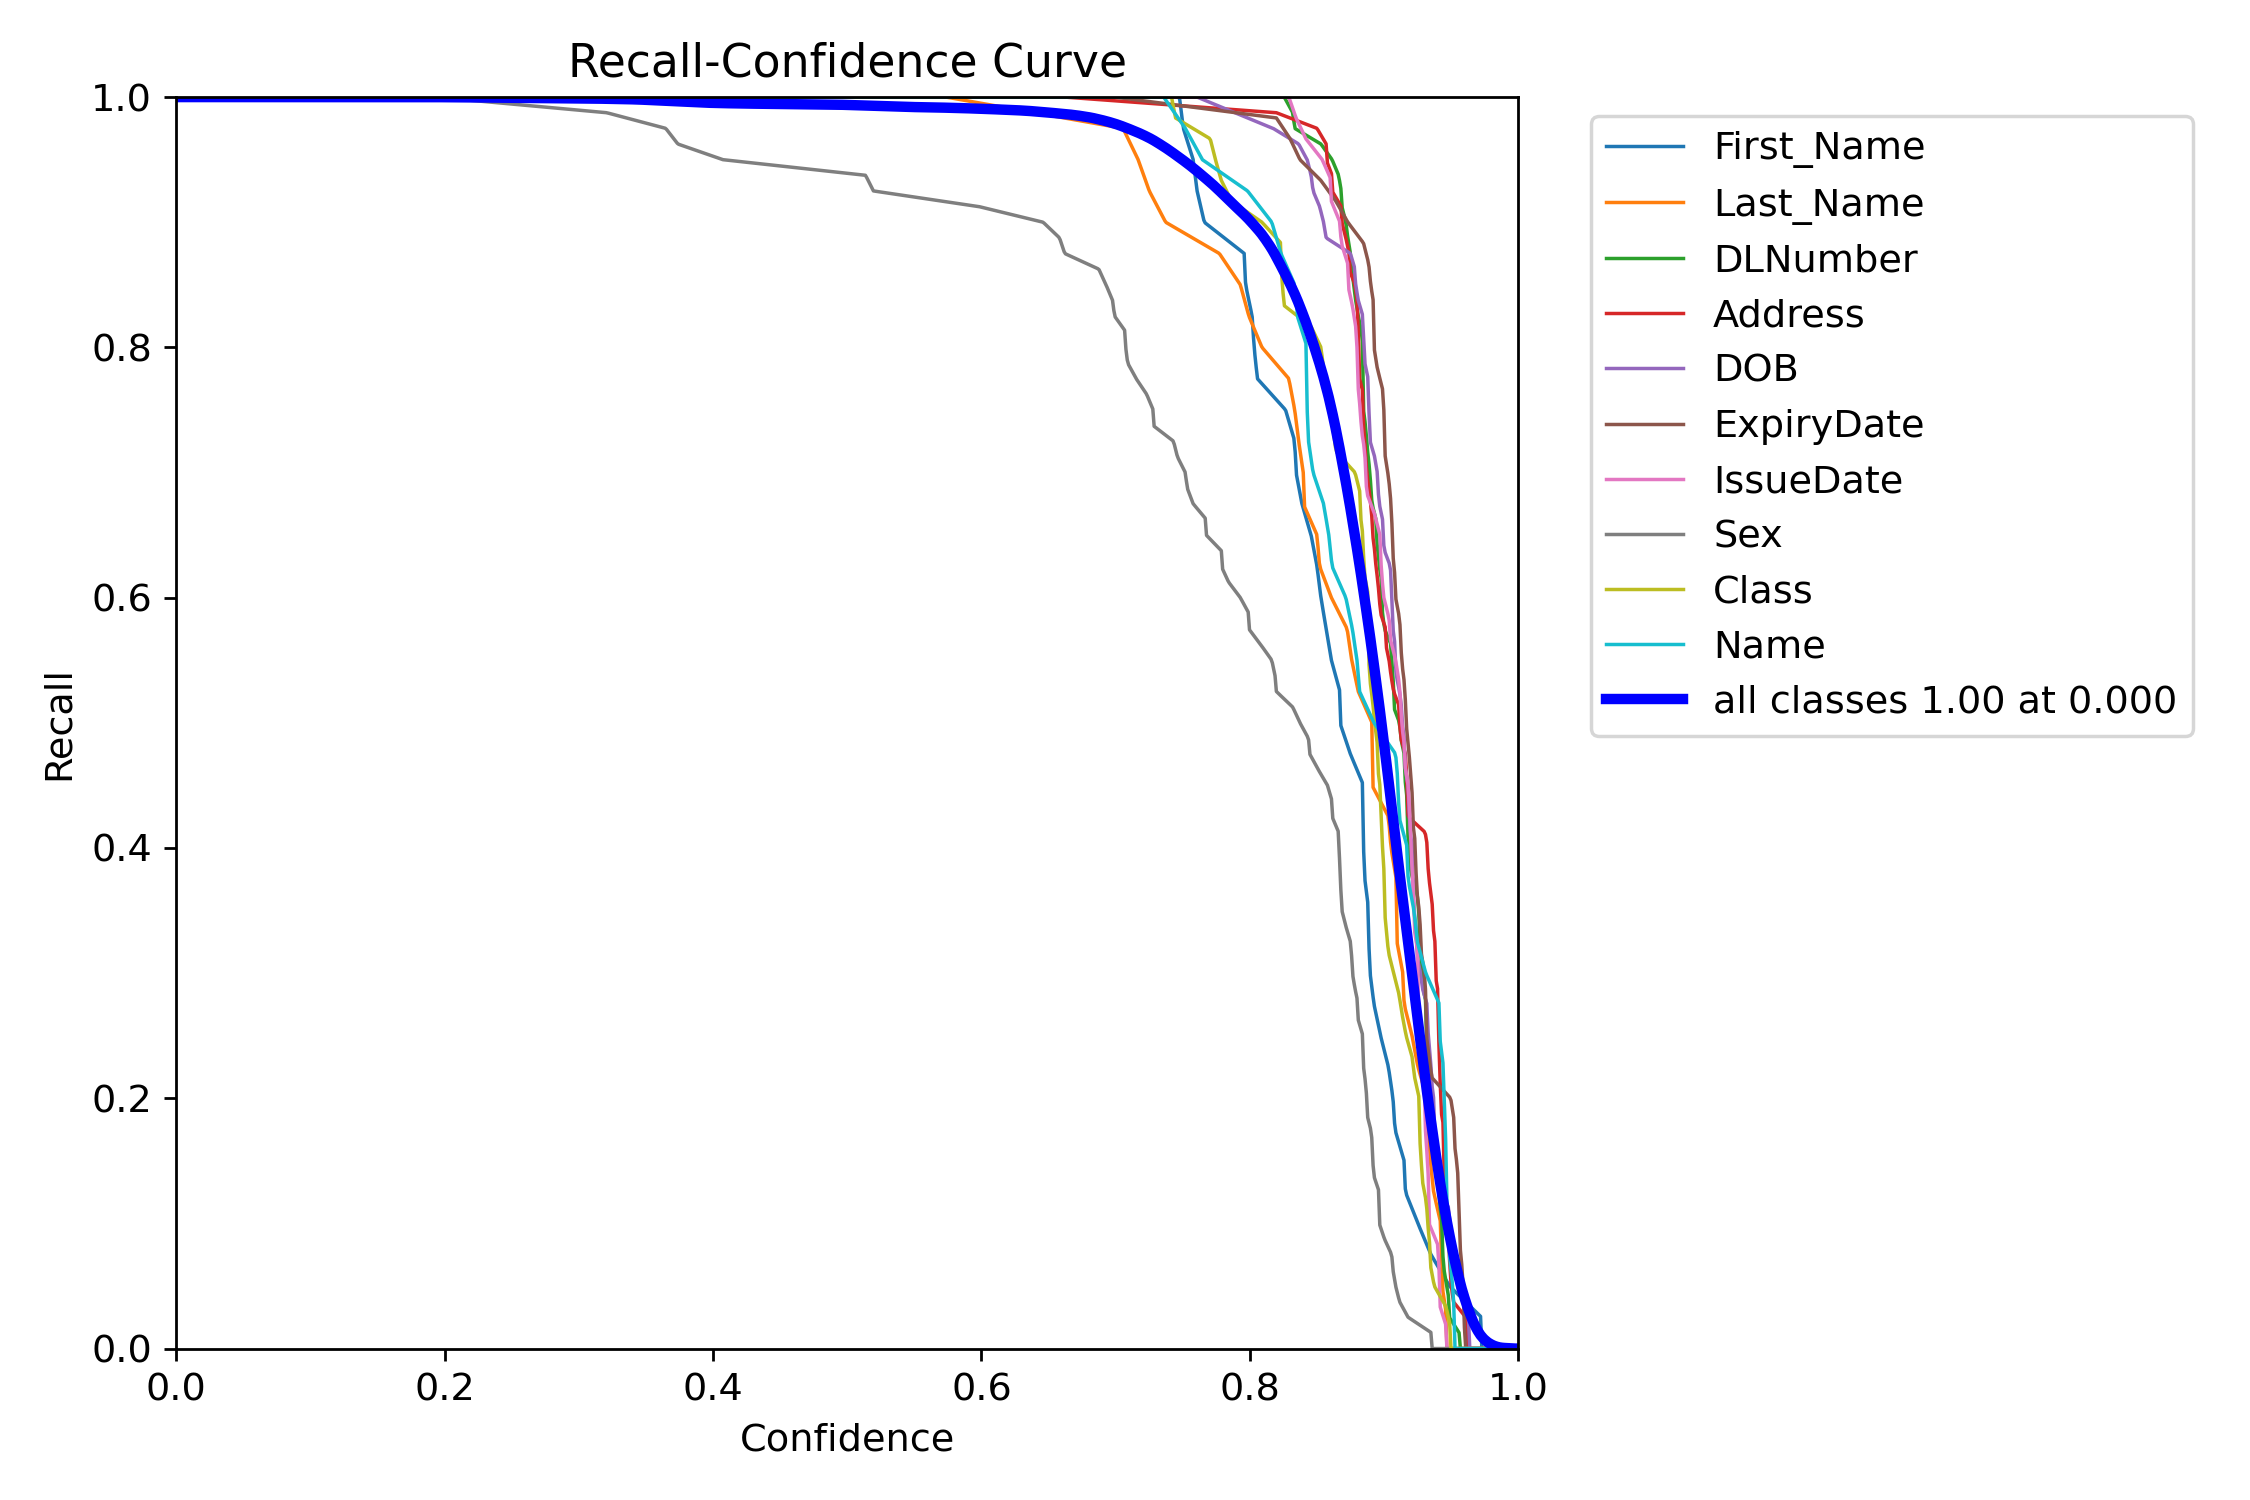 Recall-Confidence Curve
1.0
0.8
0.6
0.4
0.2
0.0
Recall
0.0 0.2 0.4 0.6 0.8 1.0
Confidence
First_Name
Last_Name
DLNumber
Address
DOB
ExpiryDate
IssueDate
Sex
Class
Name
all classes 1.00 at 0.000